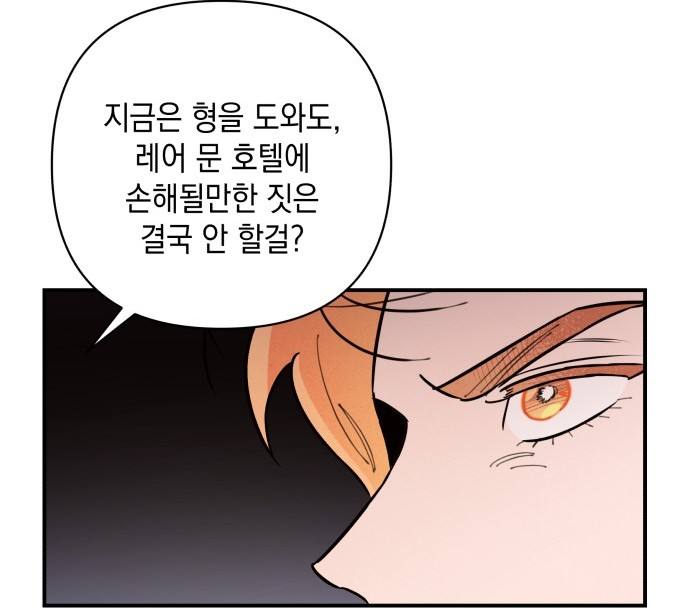 지금은 형을 도와도,
레어 문 호텔에
손해될만한 짓은
결국 안 할걸?